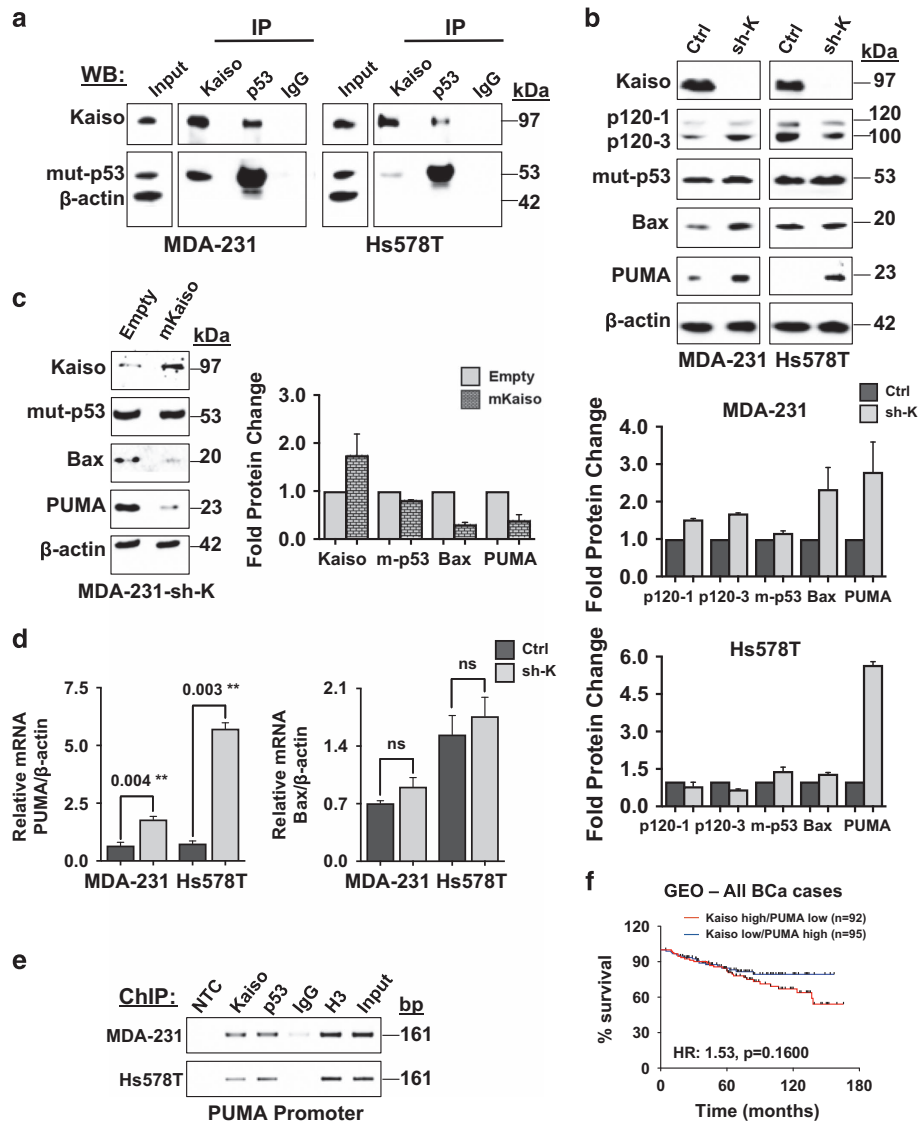 a
IP
IP
WB:
Input
Kaiso
p53
IgG
Input
Kaiso
p53
IgG
kDa
Kaiso
97
mut-p53
53
β-actin
42
MDA-231
Hs578T
b
Ctrl
sh-K
Ctrl
sh-K
kDa
Kaiso
97
p120-1
120
p120-3
100
mut-p53
53
Bax
20
PUMA
23
β-actin
42
MDA-231
Hs578T
Ctrl
sh-K
MDA-231
Fold Protein Change
4.0
3.0
2.0
1.0
0.0
p120-1 p120-3 m-p53 Bax PUMA
Hs578T
Fold Protein Change
6.0
4.5
3.0
1.5
0.0
p120-1 p120-3 m-p53 Bax PUMA
c
Empty
mKaiso
kDa
Kaiso
97
mut-p53
53
Bax
20
PUMA
23
β-actin
42
MDA-231-sh-K
Empty
mKaiso
Fold Protein Change
3.0
2.0
1.0
0.0
Kaiso m-p53 Bax PUMA
d
Ctrl
sh-K
Relative mRNA
PUMA/β-actin
7.5
5.0
2.5
0.0
0.004 **
0.003 **
MDA-231 Hs578T
Relative mRNA
Bax/β-actin
2.1
1.4
0.7
0.0
ns
ns
MDA-231 Hs578T
e
ChIP:
NTC
Kaiso
p53
IgG
H3
Input
bp
MDA-231
161
Hs578T
161
PUMA Promoter
f
GEO – All BCa cases
Kaiso high/PUMA low (n=92)
Kaiso low/PUMA high (n=95)
% survival
120
90
60
30
0
HR: 1.53, p=0.1600
0 60 120 180
Time (months)